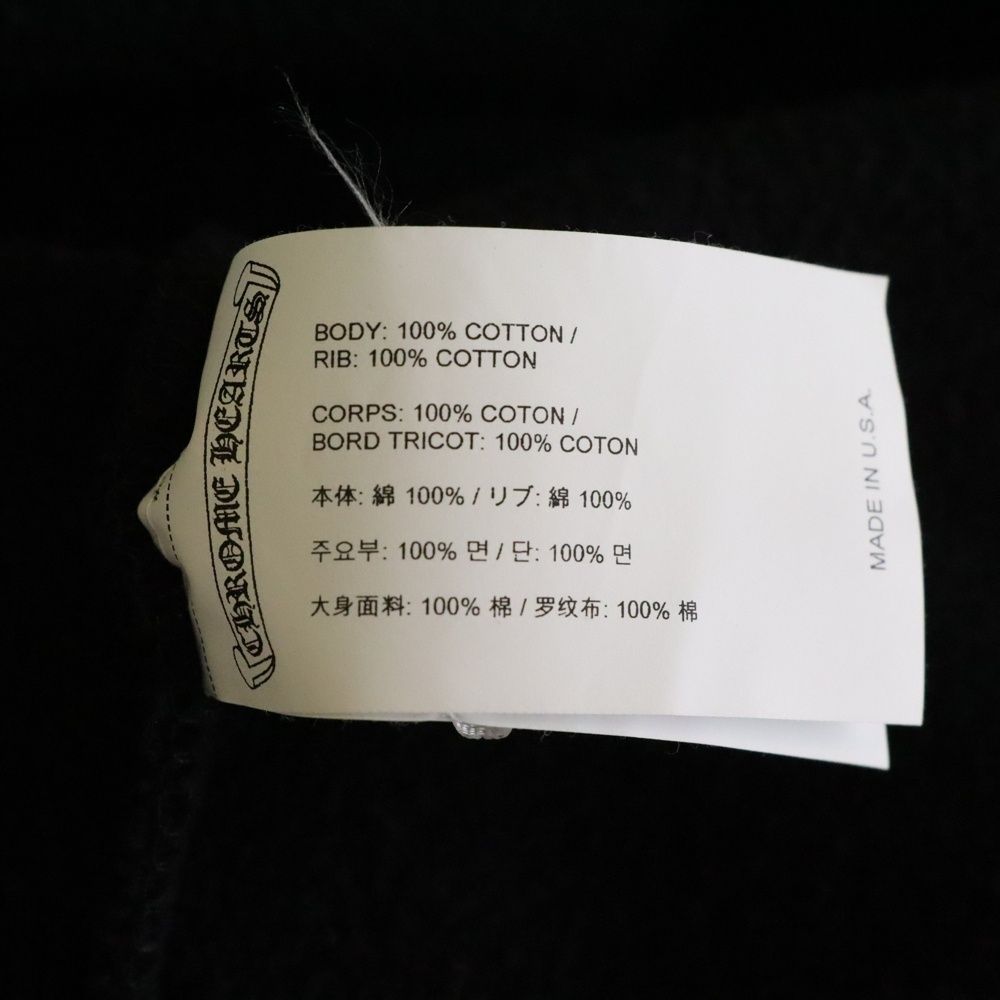 CHROME HEARTS
BODY: 100% COTTON /
RIB: 100% COTTON
CORPS: 100% COTON /
BORD TRICOT: 100% COTON
本体: 綿 100% / リブ: 綿 100%
주요부: 100% 면 / 단: 100% 면
大身面料: 100% 棉 / 罗纹布: 100% 棉
MADE IN U.S.A.